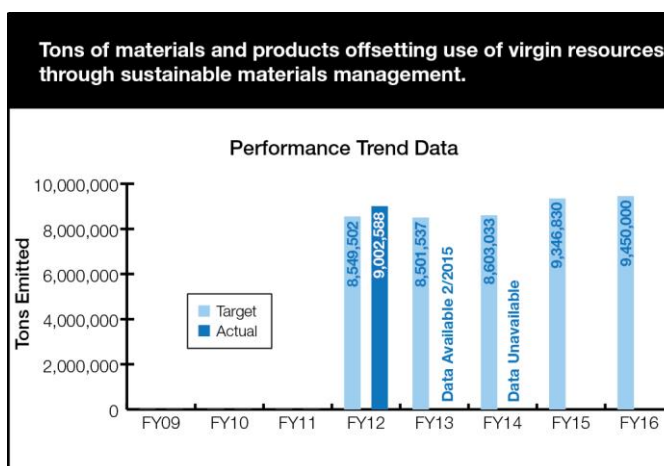 Tons of materials and products offsetting use of virgin resources
through sustainable materials management.
Performance Trend Data
Tons Emitted
10,000,000
8,000,000
6,000,000
4,000,000
2,000,000
0
Target
Actual
8,549,502
9,002,588
8,501,537
Data Available 2/2015
8,603,033
Data Unavailable
9,346,830
9,450,000
FY09 FY10 FY11 FY12 FY13 FY14 FY15 FY16